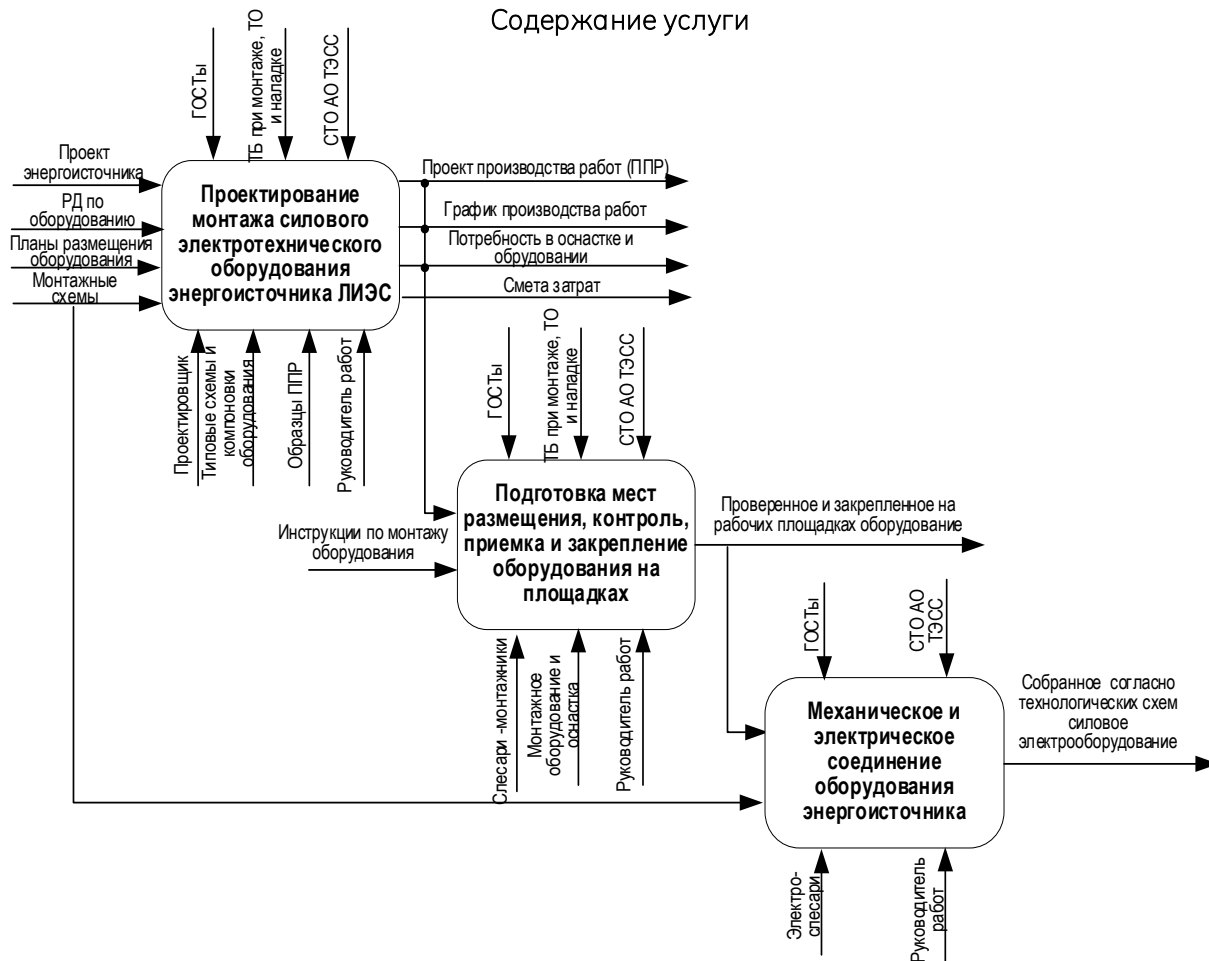 Содержание услуги
ГОСТы
ТБ при монтаже, ТО
и наладке
СТО АО ТЭСС
Проект
энергоисточника
РД по
оборудованию
Планы размещения
оборудования
Монтажные
схемы
Проектирование
монтажа силового
электротехнического
оборудования
энергоисточника ЛИЭС
Проект производства работ (ППР)
График производства работ
Потребность в оснастке и
обрудовании
Смета затрат
Проектировщик
Типовые схемы и
компоновки
оборудования
Образцы ППР
Руководитель работ
ГОСТы
ТБ при монтаже, ТО
и наладке
СТО АО ТЭСС
Инструкции по монтажу
оборудования
Подготовка мест
размещения, контроль,
приемка и закрепление
оборудования на
площадках
Проверенное и закрепленное на
рабочих площадках оборудование
Слесари -монтажники
Монтажное
оборудование и
оснастка
Руководитель работ
ГОСТы
СТО АО
ТЭСС
Механическое и
электрическое
соединение
оборудования
энергоисточника
Собранное согласно
технологических схем
силовое
электрооборудование
Электро-
слесари
Руководитель
работ